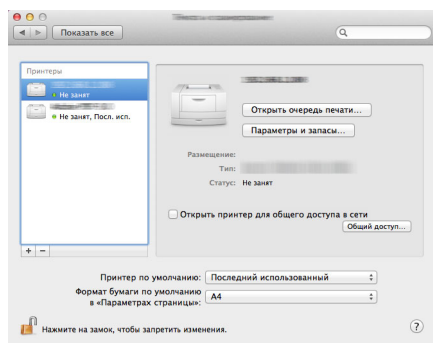 Показать все
Принтеры
Не занят
Не занят, Посл. исп.
Открыть очередь печати...
Параметры и запасы...
Размещение:
Тип:
Статус: Не занят
Открыть принтер для общего доступа в сети
Общий доступ...
+ −
Принтер по умолчанию: Последний использованный
Формат бумаги по умолчанию
в «Параметрах страницы»: A4
Нажмите на замок, чтобы запретить изменения.
?